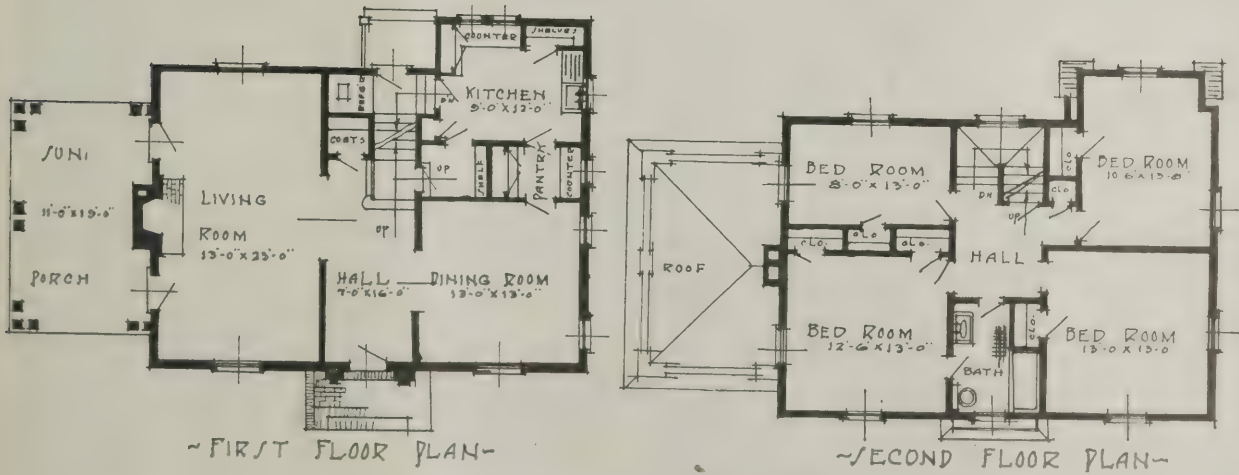 SUN
11'-0" X 19'-0"
PORCH
LIVING
ROOM
13'-0" X 23'-0"
COATS
REFGR
DN
COUNTER
SHELVES
KITCHEN
9'-0" X 12'-0"
UP
SHELF
PANTRY
COUNTER
UP
HALL
7'-0" X 16'-0"
DINING ROOM
13'-0" X 13'-0"
~FIRST FLOOR PLAN~
ROOF
BED ROOM
8'-0" X 13'-0"
CLO.
CLO.
CLO.
DN
UP
CLO
CLO
BED ROOM
10'6" X 13'-8"
HALL
BED ROOM
12'-6" X 13'-0"
BATH
CLO.
BED ROOM
13'-0 X 13'-0
~SECOND FLOOR PLAN~